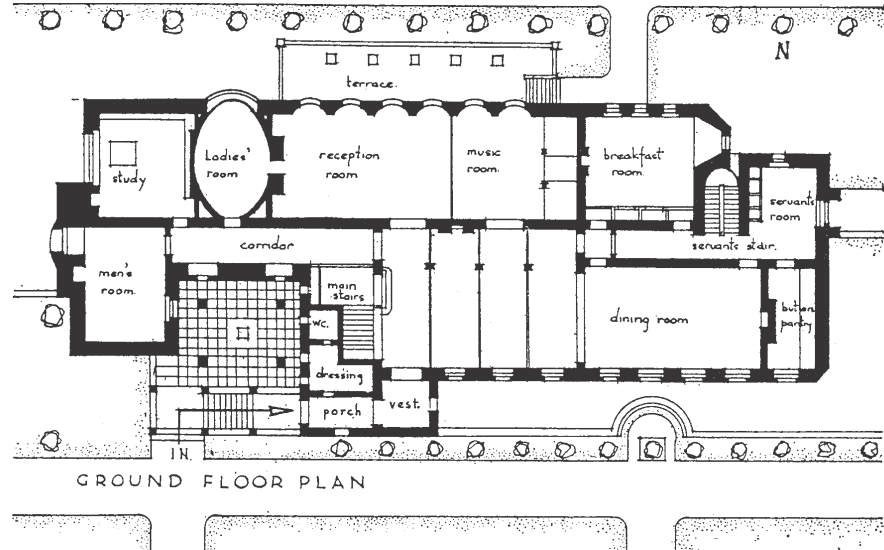 N
terrace.
Ladies'
room
reception
room
music
room.
breakfast
room.
study
servants
room
corridor
servants stair.
men's
room.
main
stairs
wc.
dining room
butler
pantry
dressing
porch
vest.
IN.
GROUND FLOOR PLAN